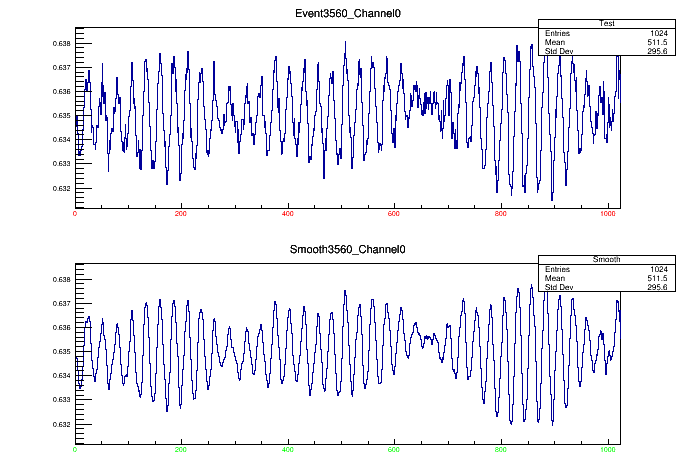 Event3560_Channel0
Test
Entries 1024
Mean 511.5
Std Dev 295.6
0.638
0.637
0.636
0.635
0.634
0.633
0.632
0 200 400 600 800 1000
Smooth3560_Channel0
Smooth
Entries 1024
Mean 511.5
Std Dev 295.6
0.638
0.637
0.636
0.635
0.634
0.633
0.632
0 200 400 600 800 1000